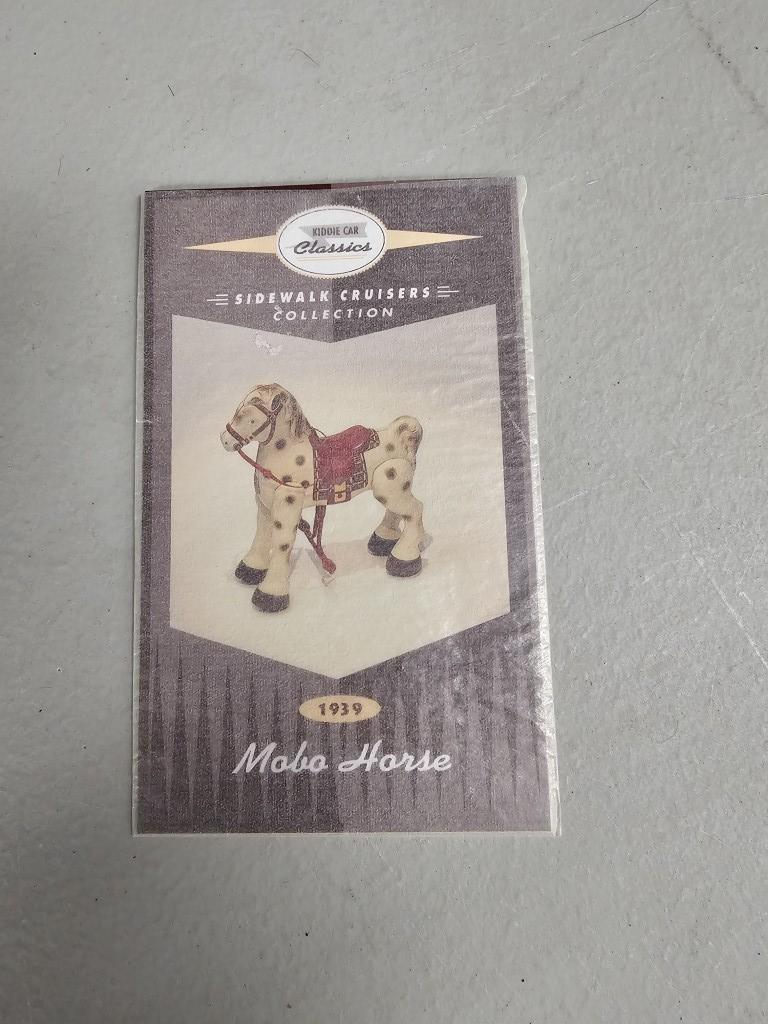 KIDDIE CAR
Classics
SIDEWALK CRUISERS
COLLECTION
1939
Mobo Horse